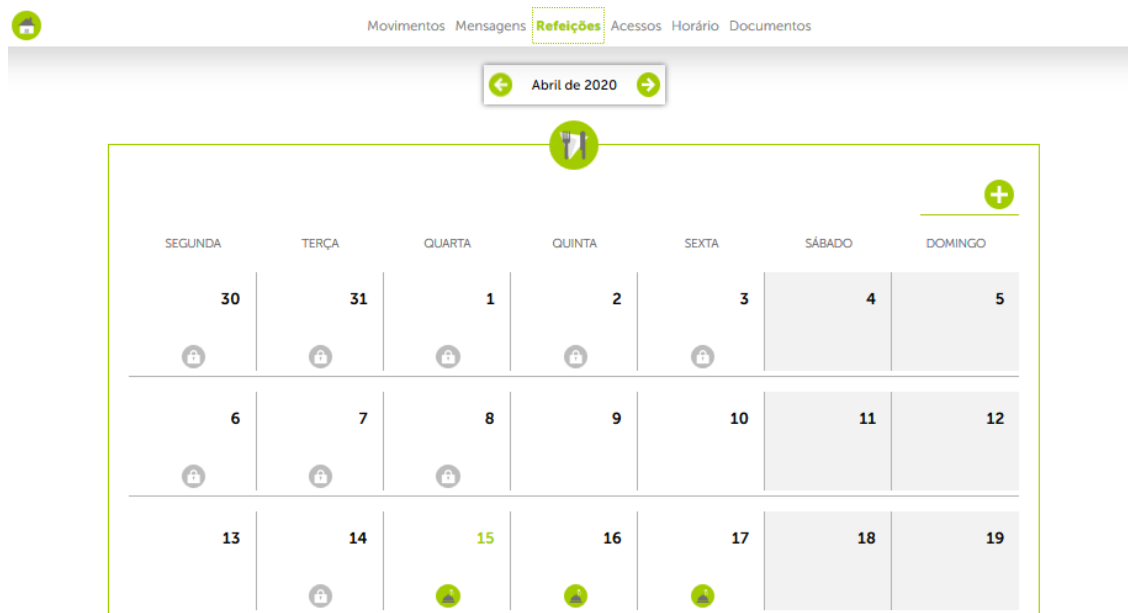 Movimentos Mensagens Refeições Acessos Horário Documentos
Abril de 2020
SEGUNDA TERÇA QUARTA QUINTA SEXTA SÁBADO DOMINGO
30 31 1 2 3 4 5
6 7 8 9 10 11 12
13 14 15 16 17 18 19